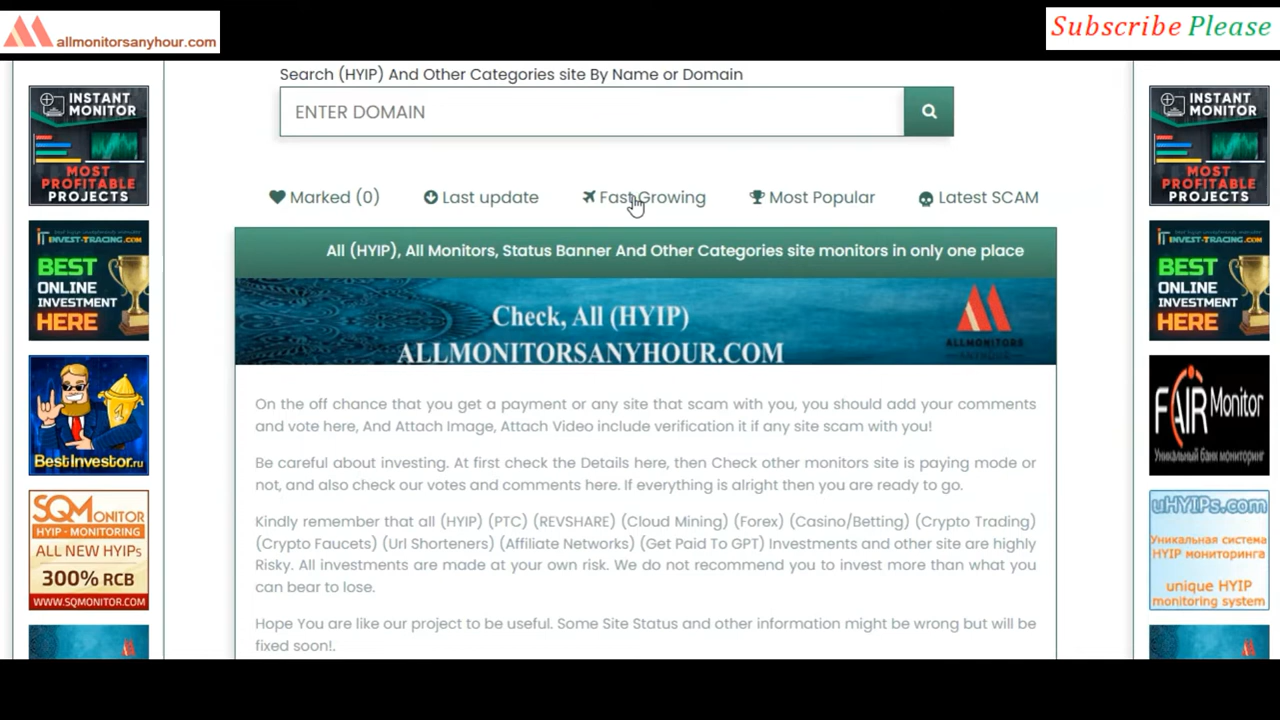 allmonitorsanyhour.com
Subscribe Please
Search (HYIP) And Other Categories site By Name or Domain
ENTER DOMAIN
Marked (0)
Last update
Fast Growing
Most Popular
Latest SCAM
All (HYIP), All Monitors, Status Banner And Other Categories site monitors in only one place
Check, All (HYIP)
ALLMONITORSANYHOUR.COM
ALLMONITORS
ANYHOUR
On the off chance that you get a payment or any site that scam with you, you should add your comments
and vote here, And Attach Image, Attach Video include verification it if any site scam with you!
Be careful about investing. At first check the Details here, then Check other monitors site is paying mode or
not, and also check our votes and comments here. If everything is alright then you are ready to go.
Kindly remember that all (HYIP) (PTC) (REVSHARE) (Cloud Mining) (Forex) (Casino/Betting) (Crypto Trading)
(Crypto Faucets) (Url Shorteners) (Affiliate Networks) (Get Paid To GPT) Investments and other site are highly
Risky. All investments are made at your own risk. We do not recommend you to invest more than what you
can bear to lose.
Hope You are like our project to be useful. Some Site Status and other information might be wrong but will be
fixed soon!.
INSTANT
MONITOR
MOST
PROFITABLE
PROJECTS
INVEST-TRACING.COM
BEST
ONLINE
INVESTMENT
HERE
BestInvestor.ru
SQMONITOR
HYIP - MONITORING
ALL NEW HYIPs
300% RCB
WWW.SQMONITOR.COM
INSTANT
MONITOR
MOST
PROFITABLE
PROJECTS
INVEST-TRACING.COM
BEST
ONLINE
INVESTMENT
HERE
FAIR Monitor
Уникальный банк мониторинг
uHYIPs.com
Уникальная система
HYIP мониторинга
unique HYIP
monitoring system